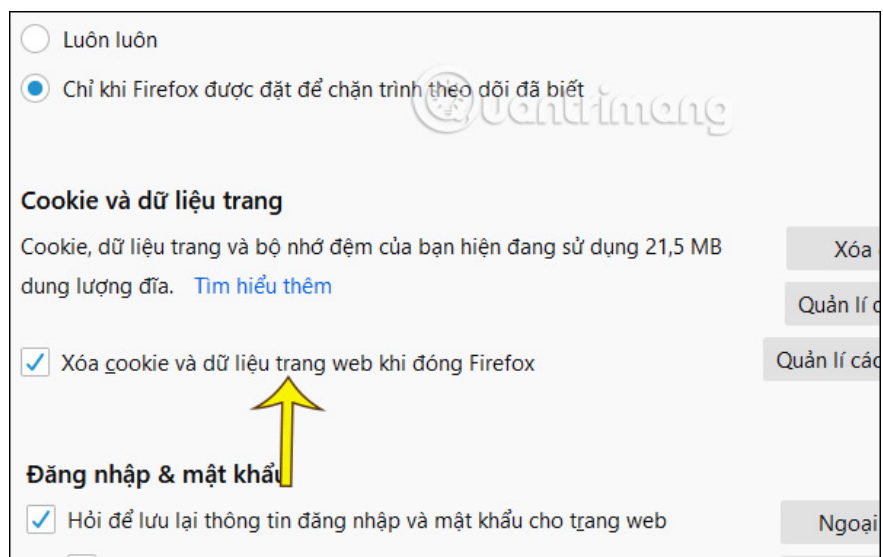 Luôn luôn
Chỉ khi Firefox được đặt để chặn trình theo dõi đã biết
Quantrimang
Cookie và dữ liệu trang
Cookie, dữ liệu trang và bộ nhớ đệm của bạn hiện đang sử dụng 21,5 MB
dung lượng đĩa. Tìm hiểu thêm
Xóa
Quản lí
Xóa cookie và dữ liệu trang web khi đóng Firefox
Quản lí các
Đăng nhập & mật khẩu
Hỏi để lưu lại thông tin đăng nhập và mật khẩu cho trang web
Ngoại